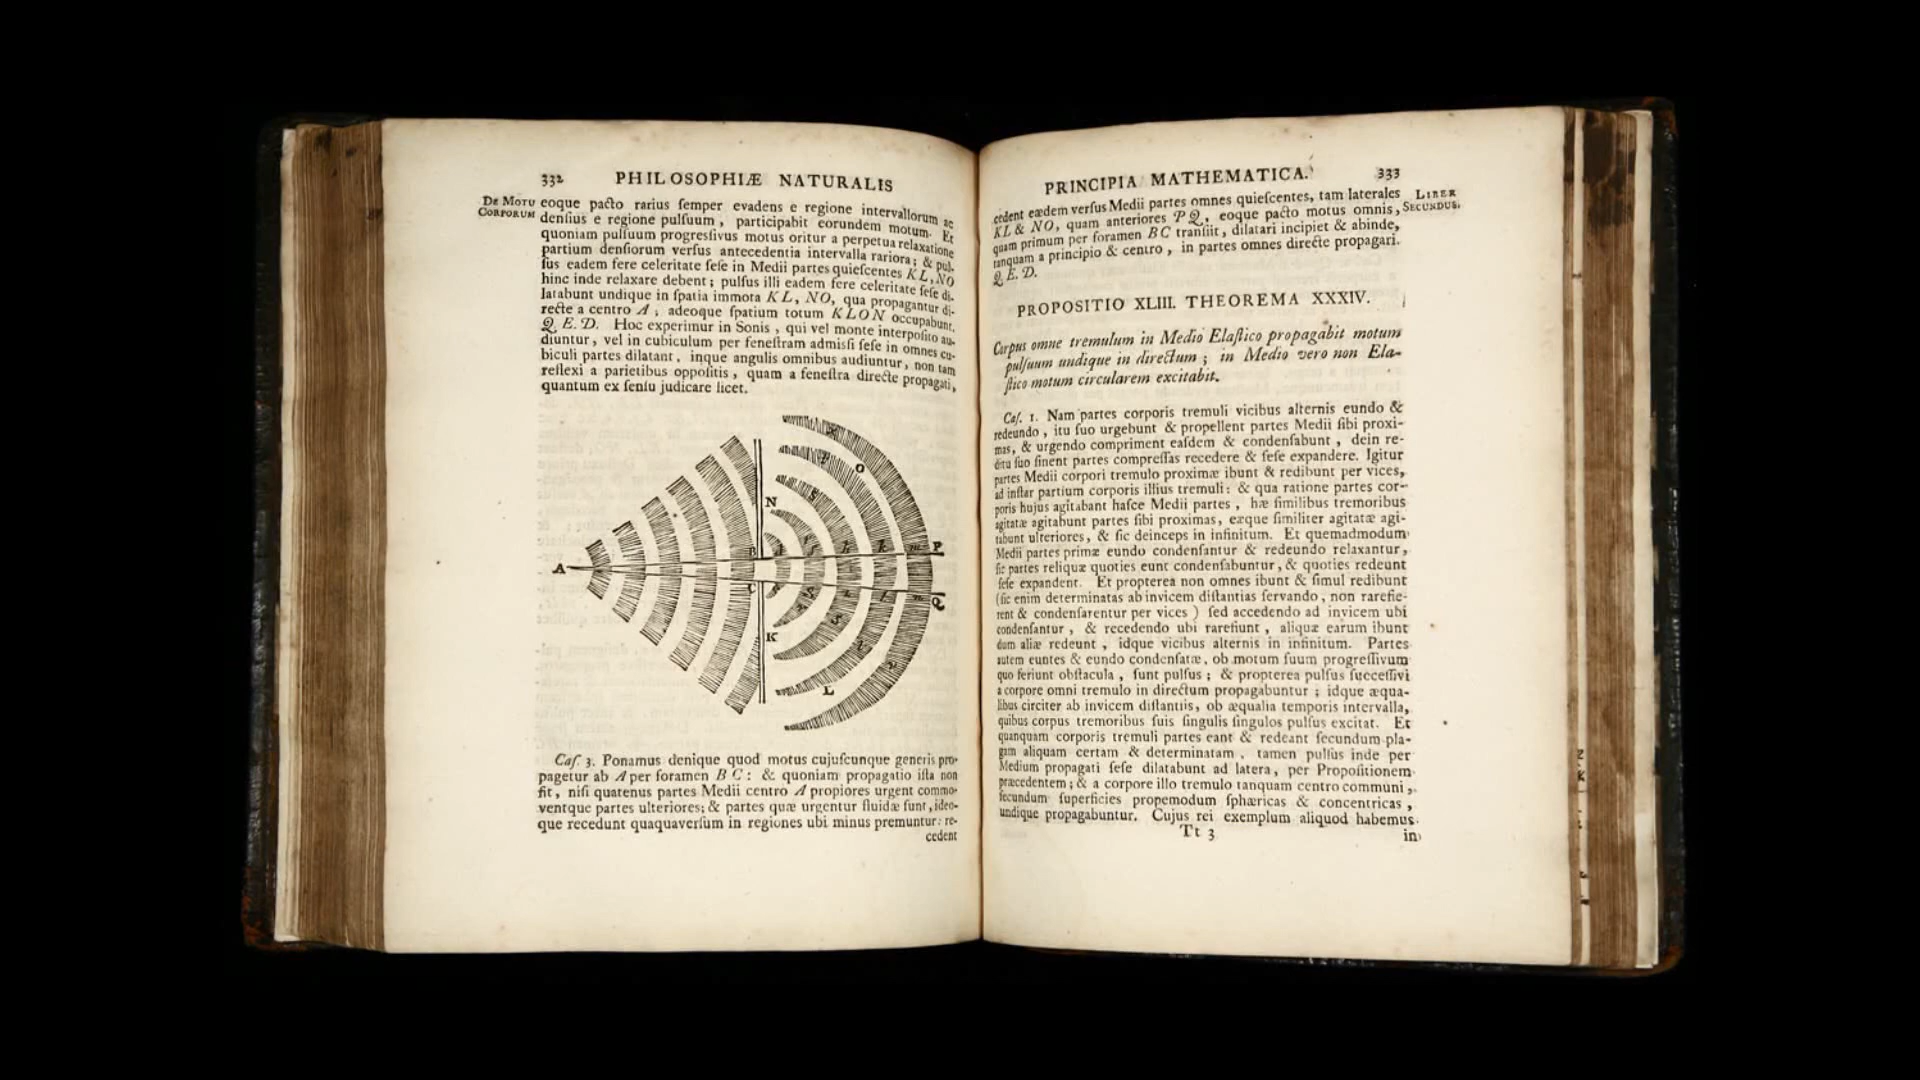 332 PHILOSOPHIÆ NATURALIS
De Motu
Corporum
eoque pacto rarius ſemper evadens e regione intervallorum ac
denſius e regione pulſuum, participabit eorundem motum. Et
quoniam pulſuum progreſſivus motus oritur a perpetua relaxatione
partium denſiorum verſus antecedentia intervalla rariora; & pul-
ſus eadem fere celeritate ſeſe in Medii partes quieſcentes KL, NO
hinc inde relaxare debent; pulſus illi eadem fere celeritate ſeſe di-
latabunt undique in ſpatia immota KL, NO, qua propagantur di-
recte a centro A; adeoque ſpatium totum KLON occupabunt.
Q. E. D. Hoc experimur in Sonis, qui vel monte interpoſito au-
diuntur, vel in cubiculum per feneſtram admiſſi ſeſe in omnes cu-
biculi partes dilatant, inque angulis omnibus audiuntur, non tam
reflexi a parietibus oppoſitis, quam a feneſtra directe propagati,
quantum ex ſenſu judicare licet.
O
N
P
A
B
C
Q
K
L
Caſ. 3. Ponamus denique quod motus cujuſcunque generis pro-
pagetur ab A per foramen BC: & quoniam propagatio iſta non
fit, niſi quatenus partes Medii centro A propiores urgent commo-
ventque partes ulteriores; & partes quæ urgentur fluidæ ſunt, ideo-
que recedunt quaquaverſum in regiones ubi minus premuntur: re-
cedent
PRINCIPIA MATHEMATICA. 333
Liber
Secundus.
cedent eædem verſus Medii partes omnes quieſcentes, tam laterales
KL & NO, quam anteriores PQ, eoque pacto motus omnis,
quam primum per foramen BC tranſiit, dilatari incipiet & abinde,
tanquam a principio & centro, in partes omnes directe propagari.
Q. E. D.
PROPOSITIO XLIII. THEOREMA XXXIV.
Corpus omne tremulum in Medio Elaſtico propagabit motum
pulſuum undique in directum; in Medio vero non Ela-
ſtico motum circularem excitabit.
Caſ. 1. Nam partes corporis tremuli vicibus alternis eundo &
redeundo, itu ſuo urgebunt & propellent partes Medii ſibi proxi-
mas, & urgendo compriment eaſdem & condenſabunt, dein re-
ditu ſuo ſinent partes compreſſas recedere & ſeſe expandere. Igitur
partes Medii corpori tremulo proximæ ibunt & redibunt per vices,
ad inſtar partium corporis illius tremuli: & qua ratione partes cor-
poris hujus agitabant haſce Medii partes, hæ ſimilibus tremoribus
agitatæ agitabunt partes ſibi proximas, eæque ſimiliter agitatæ agi-
tabunt ulteriores, & ſic deinceps in infinitum. Et quemadmodum
Medii partes primæ eundo condenſantur & redeundo relaxantur,
ſic partes reliquæ quoties eunt condenſabuntur, & quoties redeunt
ſeſe expandent. Et propterea non omnes ibunt & ſimul redibunt
(ſic enim determinatas ab invicem diſtantias ſervando, non rarefie-
rent & condenſarentur per vices) ſed accedendo ad invicem ubi
condenſantur, & recedendo ubi rarefiunt, aliquæ earum ibunt
dum aliæ redeunt, idque vicibus alternis in infinitum. Partes
autem euntes & eundo condenſatæ, ob motum ſuum progreſſivum
quo feriunt obſtacula, ſunt pulſus; & propterea pulſus ſucceſſivi
a corpore omni tremulo in directum propagabuntur; idque æqua-
libus circiter ab invicem diſtantiis, ob æqualia temporis intervalla,
quibus corpus tremoribus ſuis ſingulis ſingulos pulſus excitat. Et
quanquam corporis tremuli partes eant & redeant ſecundum pla-
gam aliquam certam & determinatam, tamen pulſus inde per
Medium propagati ſeſe dilatabunt ad latera, per Propoſitionem
præcedentem; & a corpore illo tremulo tanquam centro communi,
ſecundum ſuperficies propemodum ſphæricas & concentricas,
undique propagabuntur. Cujus rei exemplum aliquod habemus
Tt 3 in